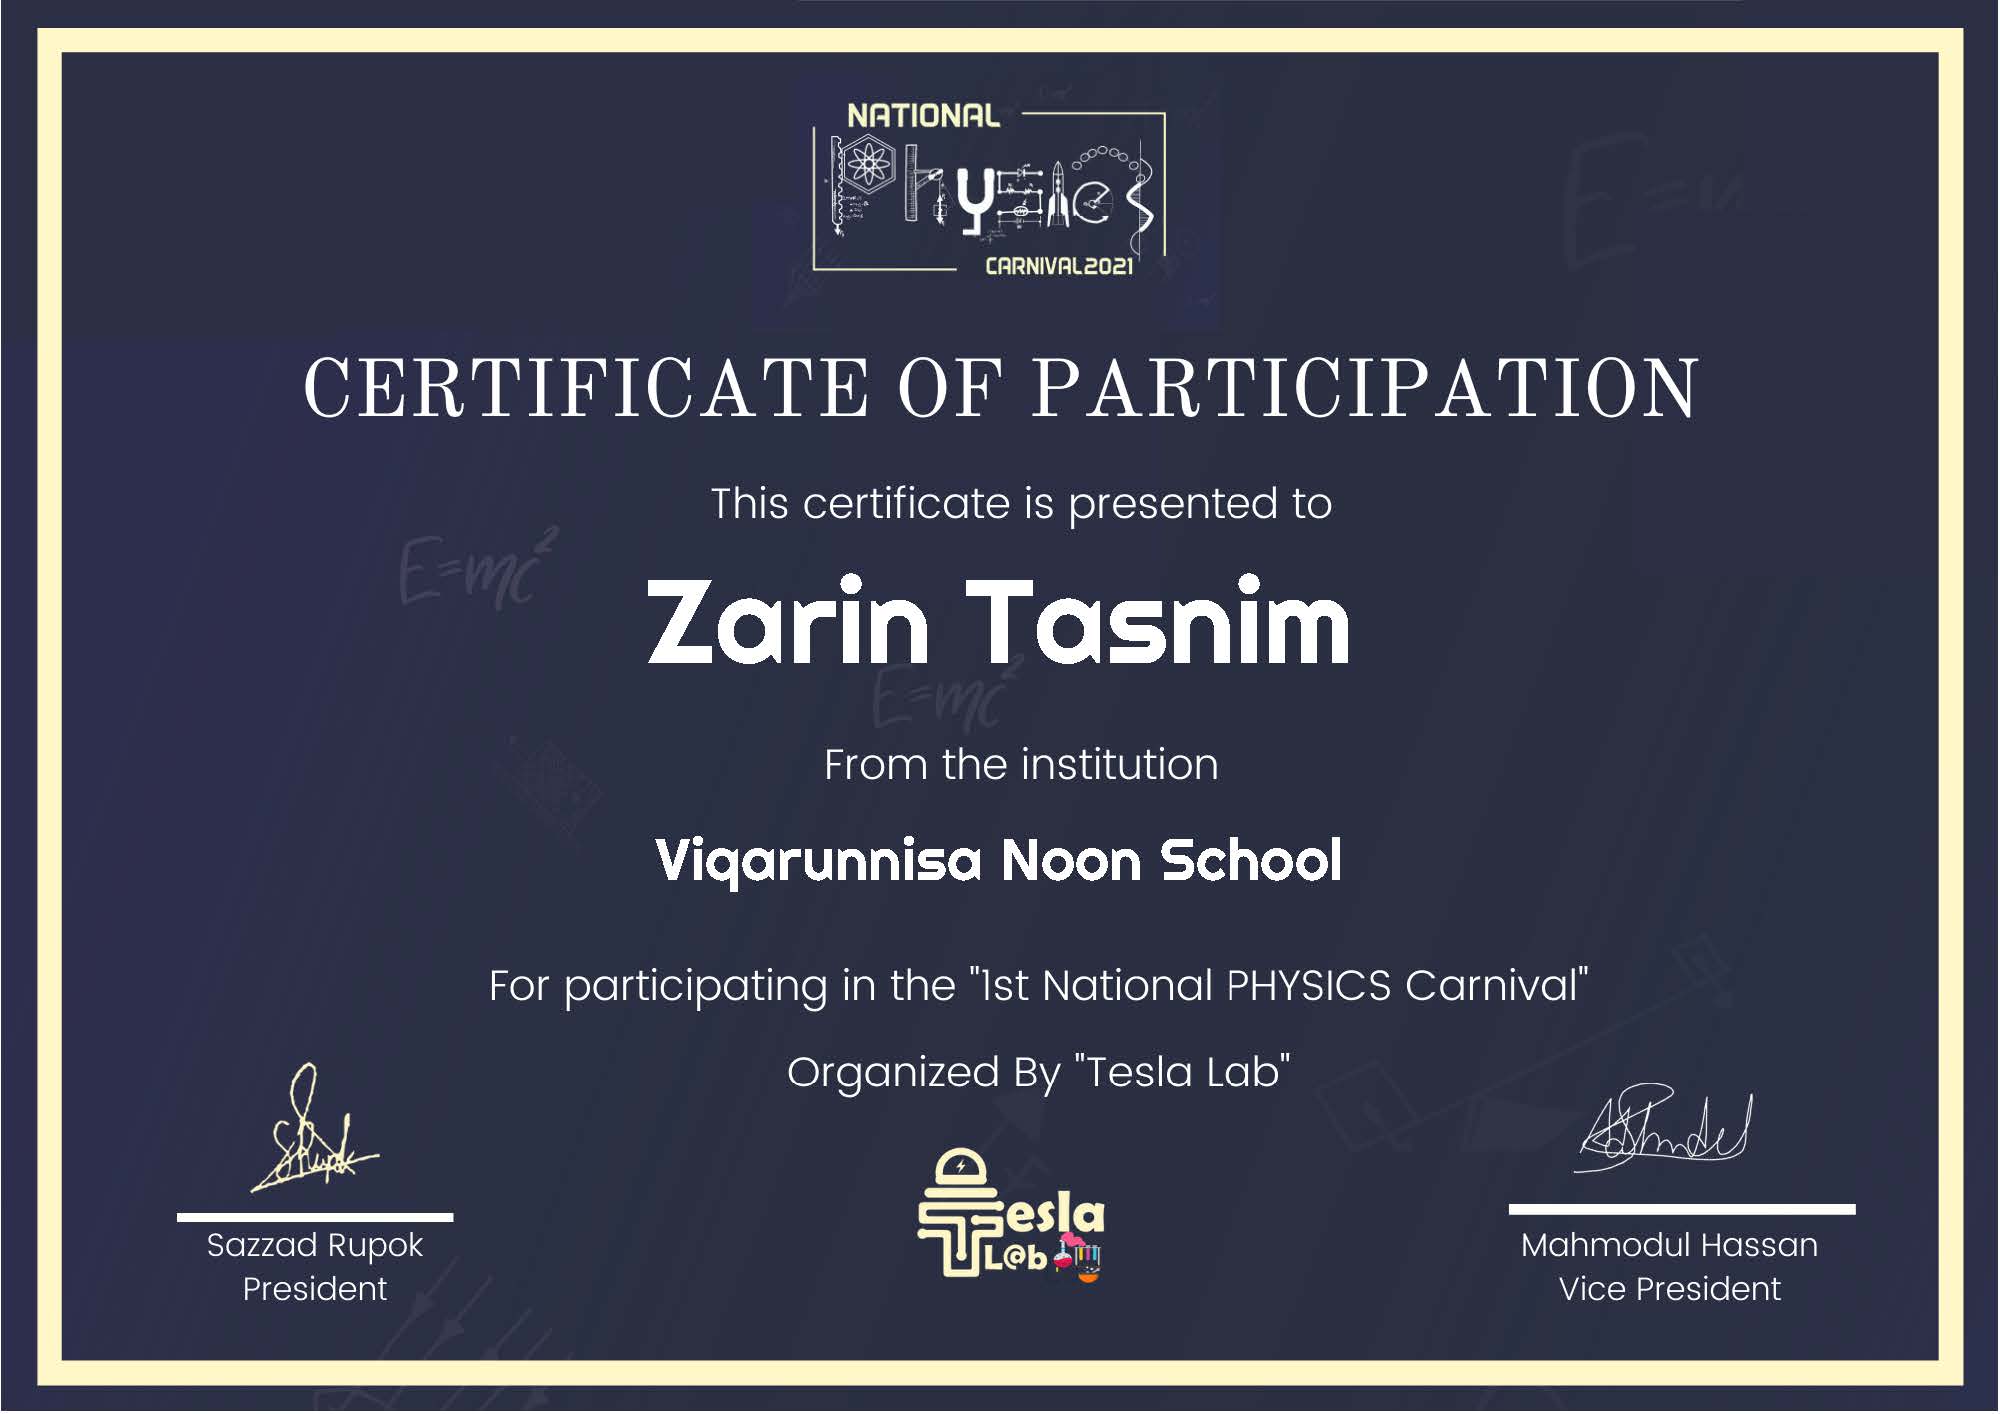 NATIONAL
Physics
CARNIVAL2021
E=m
CERTIFICATE OF PARTICIPATION
This certificate is presented to
E=mc²
Zarin Tasnim
E=mc²
From the institution
Viqarunnisa Noon School
For participating in the "1st National PHYSICS Carnival"
Organized By "Tesla Lab"
Tesla
L@b
Sazzad Rupok
President
Mahmodul Hassan
Vice President